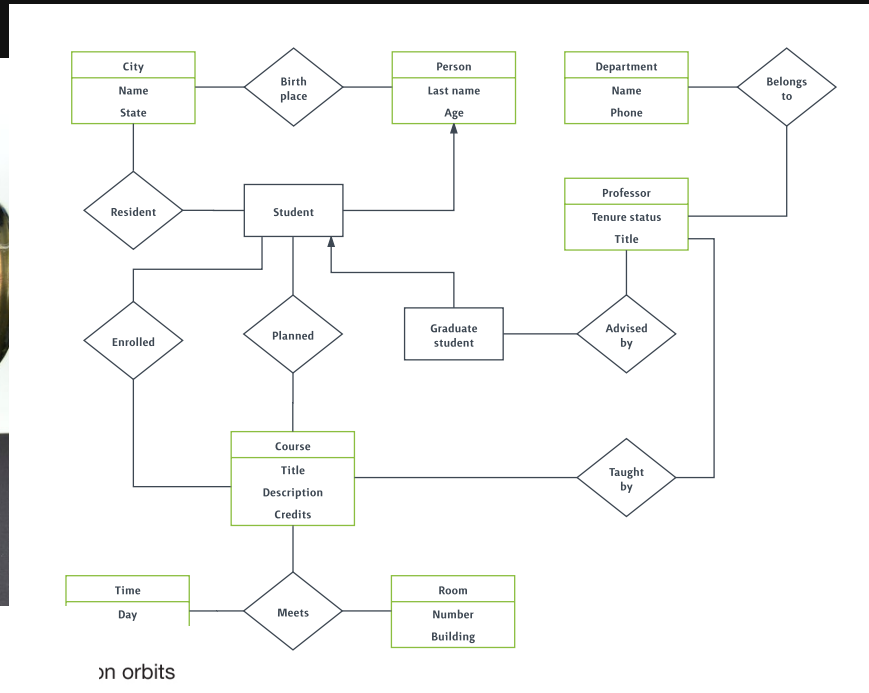 City
Name
State
Birth
place
Person
Last name
Age
Department
Name
Phone
Belongs
to
Resident
Student
Professor
Tenure status
Title
Enrolled
Planned
Graduate
student
Advised
by
Course
Title
Description
Credits
Taught
by
Time
Day
Meets
Room
Number
Building
orbits